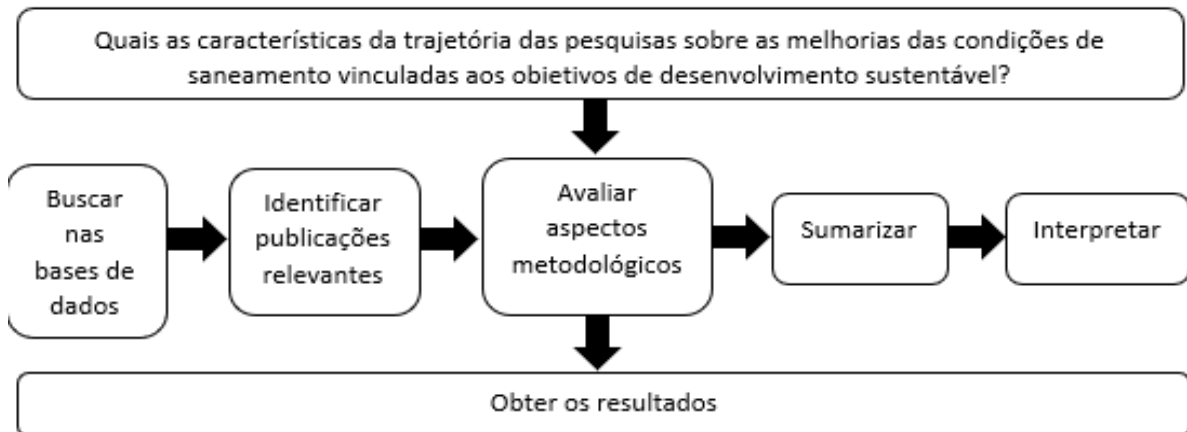 Quais as características da trajetória das pesquisas sobre as melhorias das condições de
saneamento vinculadas aos objetivos de desenvolvimento sustentável?
Buscar
nas
bases de
dados
Identificar
publicações
relevantes
Avaliar
aspectos
metodológicos
Sumarizar
Interpretar
Obter os resultados